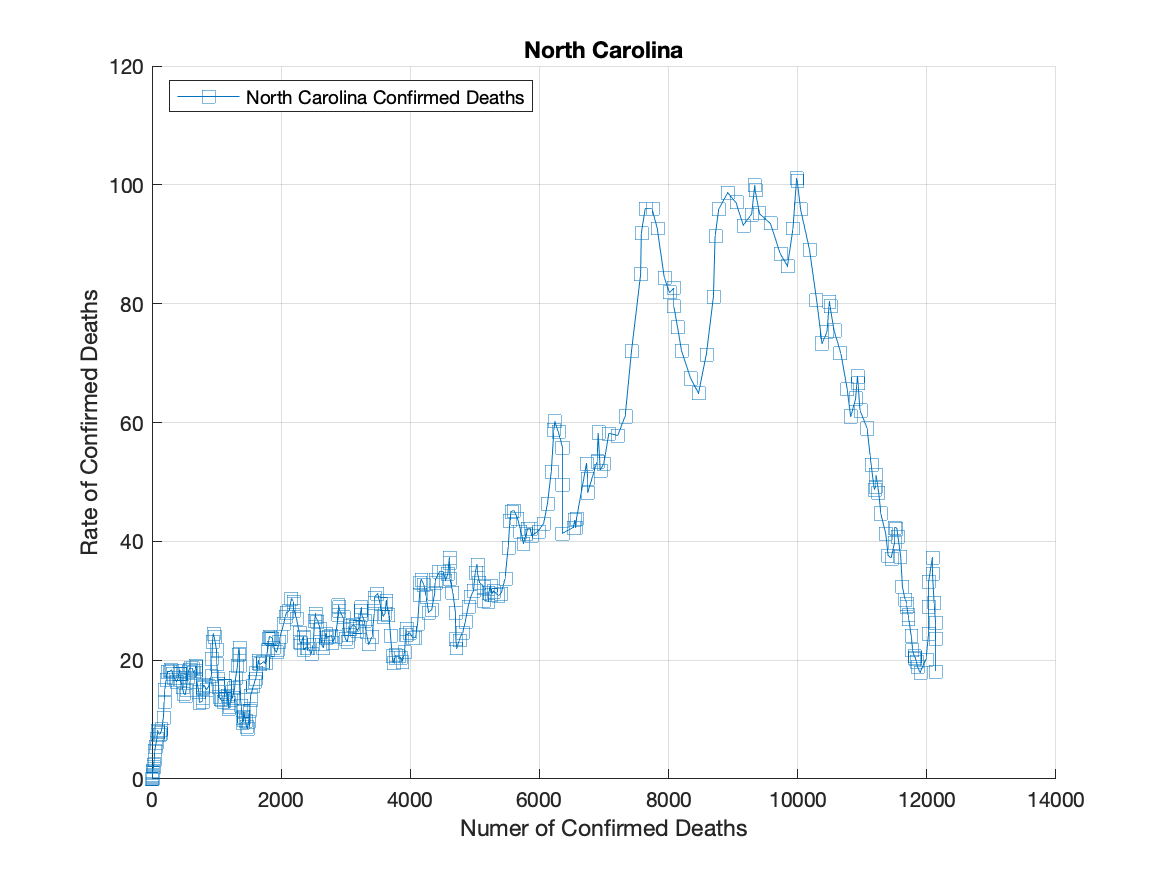 North Carolina
120
North Carolina Confirmed Deaths
100
80
60
40
20
0
Rate of Confirmed Deaths
0 2000 4000 6000 8000 10000 12000 14000
Numer of Confirmed Deaths